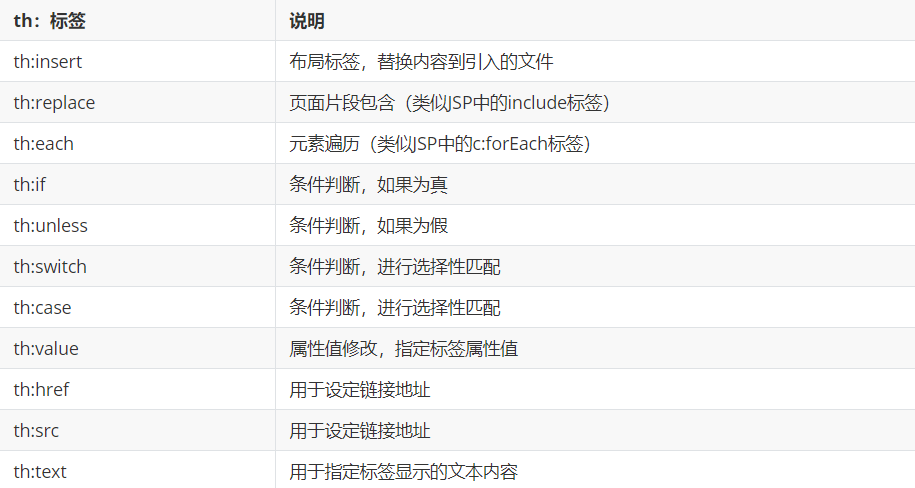 th：标签 说明
th:insert 布局标签，替换内容到引入的文件
th:replace 页面片段包含（类似JSP中的include标签）
th:each 元素遍历（类似JSP中的c:forEach标签）
th:if 条件判断，如果为真
th:unless 条件判断，如果为假
th:switch 条件判断，进行选择性匹配
th:case 条件判断，进行选择性匹配
th:value 属性值修改，指定标签属性值
th:href 用于设定链接地址
th:src 用于设定链接地址
th:text 用于指定标签显示的文本内容